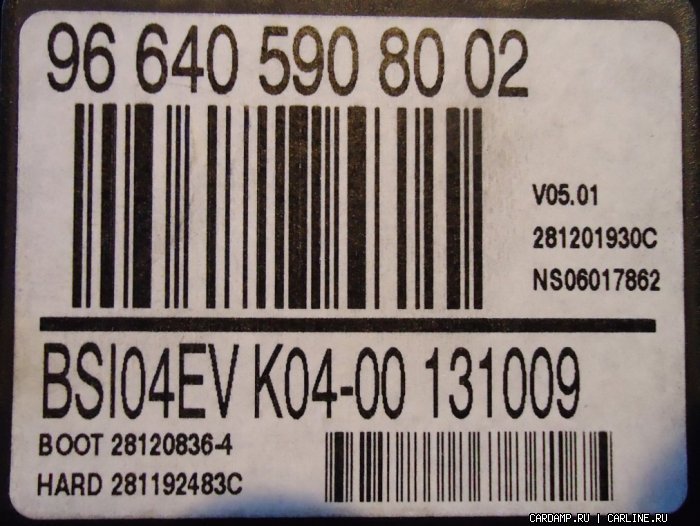 96 640 590 80 02
V05.01
281201930C
NS06017862
BSI04EV K04-00 131009
BOOT 28120836-4
HARD 281192483C
CARDAMP.RU | CARLINE.RU